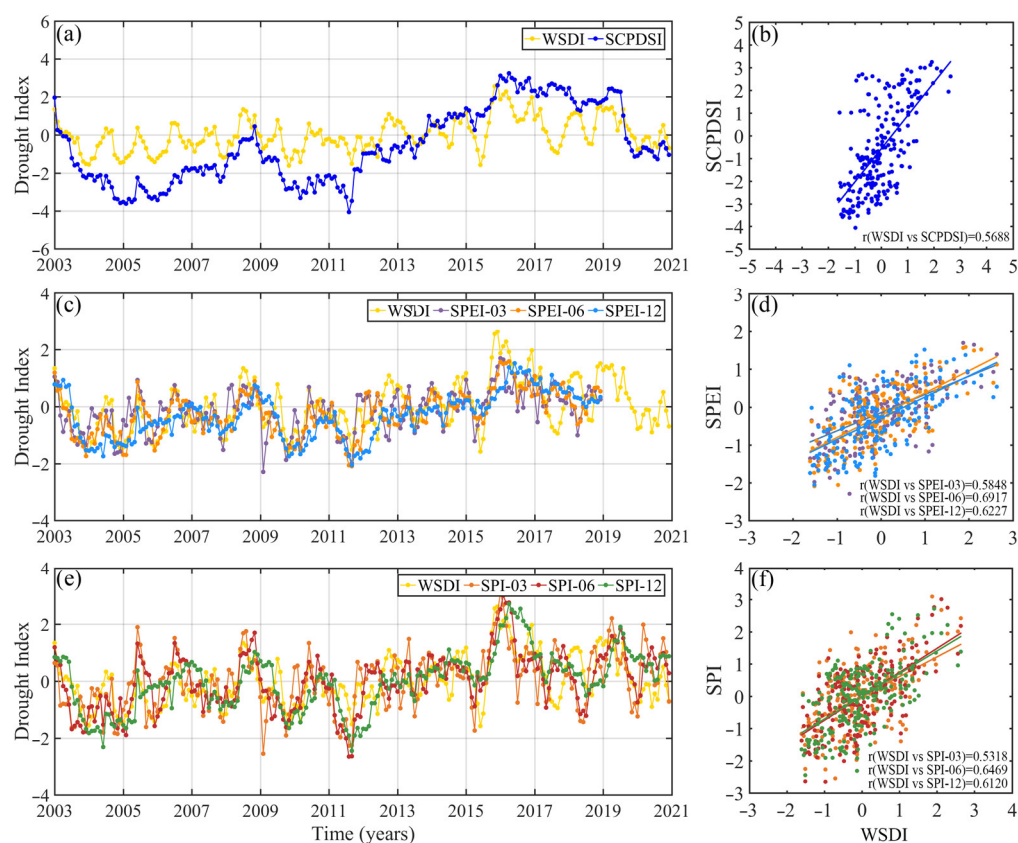 (a)
WSDI SCPDSI
Drought Index
6
4
2
0
−2
−4
−6
2003 2005 2007 2009 2011 2013 2015 2017 2019 2021
(b)
SCPDSI
5
4
3
2
1
0
−1
−2
−3
−4
−5
r(WSDI vs SCPDSI)=0.5688
−5 −4 −3 −2 −1 0 1 2 3 4 5
(c)
WSDI SPEI-03 SPEI-06 SPEI-12
Drought Index
4
2
0
−2
−4
2003 2005 2007 2009 2011 2013 2015 2017 2019 2021
(d)
SPEI
3
2
1
0
−1
−2
−3
r(WSDI vs SPEI-03)=0.5848
r(WSDI vs SPEI-06)=0.6917
r(WSDI vs SPEI-12)=0.6227
−3 −2 −1 0 1 2 3
(e)
WSDI SPI-03 SPI-06 SPI-12
Drought Index
4
2
0
−2
−4
2003 2005 2007 2009 2011 2013 2015 2017 2019 2021
Time (years)
(f)
SPI
4
3
2
1
0
−1
−2
−3
r(WSDI vs SPI-03)=0.5318
r(WSDI vs SPI-06)=0.6469
r(WSDI vs SPI-12)=0.6120
−3 −2 −1 0 1 2 3 4
WSDI